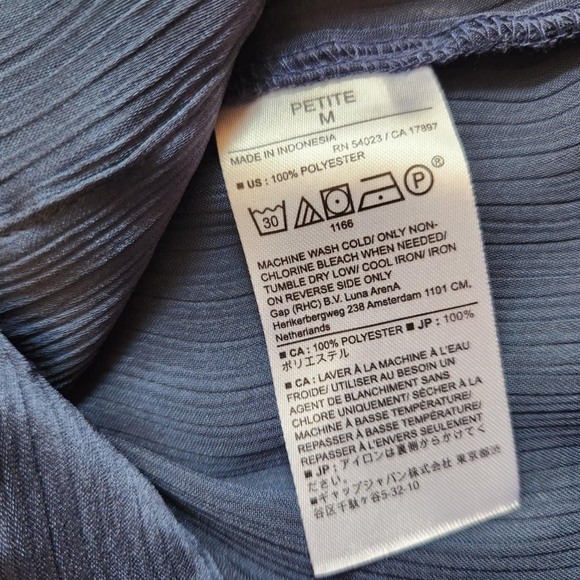 PETITE
M
MADE IN INDONESIA RN 54023 / CA 17897
■ US : 100% POLYESTER
30 P ®
1166
MACHINE WASH COLD/ ONLY NON-
CHLORINE BLEACH WHEN NEEDED/
TUMBLE DRY LOW/ COOL IRON/ IRON
ON REVERSE SIDE ONLY
Gap (RHC) B.V. Luna ArenA
Herikerbergweg 238 Amsterdam 1101 CM,
Netherlands
■ CA : 100% POLYESTER ■ JP : 100%
ポリエステル
■ CA : LAVER À LA MACHINE À L'EAU
FROIDE/ UTILISER AU BESOIN UN
AGENT DE BLANCHIMENT SANS
CHLORE UNIQUEMENT/ SÉCHER À LA
MACHINE À BASSE TEMPÉRATURE/
REPASSER À BASSE TEMPÉRATURE/
REPASSER À L'ENVERS SEULEMENT
■ JP : アイロンは裏側からかけてく
ださい。
■ ギャップジャパン株式会社 東京都渋
谷区千駄ヶ谷5-32-10